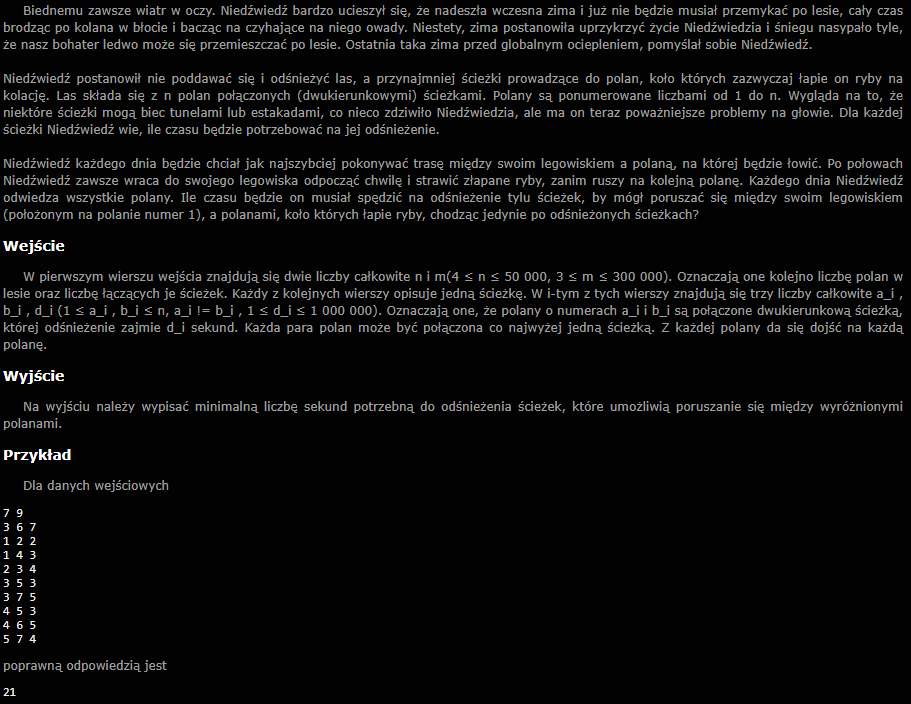 Biednemu zawsze wiatr w oczy. Niedźwiedź bardzo ucieszył się, że nadeszła wczesna zima i już nie będzie musiał przemykać po lesie, cały czas
brodząc po kolana w błocie i bacząc na czyhające na niego owady. Niestety, zima postanowiła uprzykrzyć życie Niedźwiedzia i śniegu nasypało tyle,
że nasz bohater ledwo może się przemieszczać po lesie. Ostatnia taka zima przed globalnym ociepleniem, pomyślał sobie Niedźwiedź.
Niedźwiedź postanowił nie poddawać się i odśnieżyć las, a przynajmniej ścieżki prowadzące do polan, koło których zazwyczaj łapie on ryby na
kolację. Las składa się z n polan połączonych (dwukierunkowymi) ścieżkami. Polany są ponumerowane liczbami od 1 do n. Wygląda na to, że
niektóre ścieżki mogą biec tunelami lub estakadami, co nieco zdziwiło Niedźwiedzia, ale ma on teraz poważniejsze problemy na głowie. Dla każdej
ścieżki Niedźwiedź wie, ile czasu będzie potrzebować na jej odśnieżenie.
Niedźwiedź każdego dnia będzie chciał jak najszybciej pokonywać trasę między swoim legowiskiem a polaną, na której będzie łowić. Po połowach
Niedźwiedź zawsze wraca do swojego legowiska odpocząć chwilę i strawić złapane ryby, zanim ruszy na kolejną polanę. Każdego dnia Niedźwiedź
odwiedza wszystkie polany. Ile czasu będzie on musiał spędzić na odśnieżenie tylu ścieżek, by mógł poruszać się między swoim legowiskiem
(położonym na polanie numer 1), a polanami, koło których łapie ryby, chodząc jedynie po odśnieżonych ścieżkach?
Wejście
W pierwszym wierszu wejścia znajdują się dwie liczby całkowite n i m(4 ≤ n ≤ 50 000, 3 ≤ m ≤ 300 000). Oznaczają one kolejno liczbę polan w
lesie oraz liczbę łączących je ścieżek. Każdy z kolejnych wierszy opisuje jedną ścieżkę. W i-tym z tych wierszy znajdują się trzy liczby całkowite a_i ,
b_i , d_i (1 ≤ a_i , b_i ≤ n, a_i != b_i , 1 ≤ d_i ≤ 1 000 000). Oznaczają one, że polany o numerach a_i i b_i są połączone dwukierunkową ścieżką,
której odśnieżenie zajmie d_i sekund. Każda para polan może być połączona co najwyżej jedną ścieżką. Z każdej polany da się dojść na każdą
polanę.
Wyjście
Na wyjściu należy wypisać minimalną liczbę sekund potrzebną do odśnieżenia ścieżek, które umożliwią poruszanie się między wyróżnionymi
polanami.
Przykład
Dla danych wejściowych
7 9
3 6 7
1 2 2
1 4 3
2 3 4
3 5 3
3 7 5
4 5 3
4 6 5
5 7 4
poprawną odpowiedzią jest
21